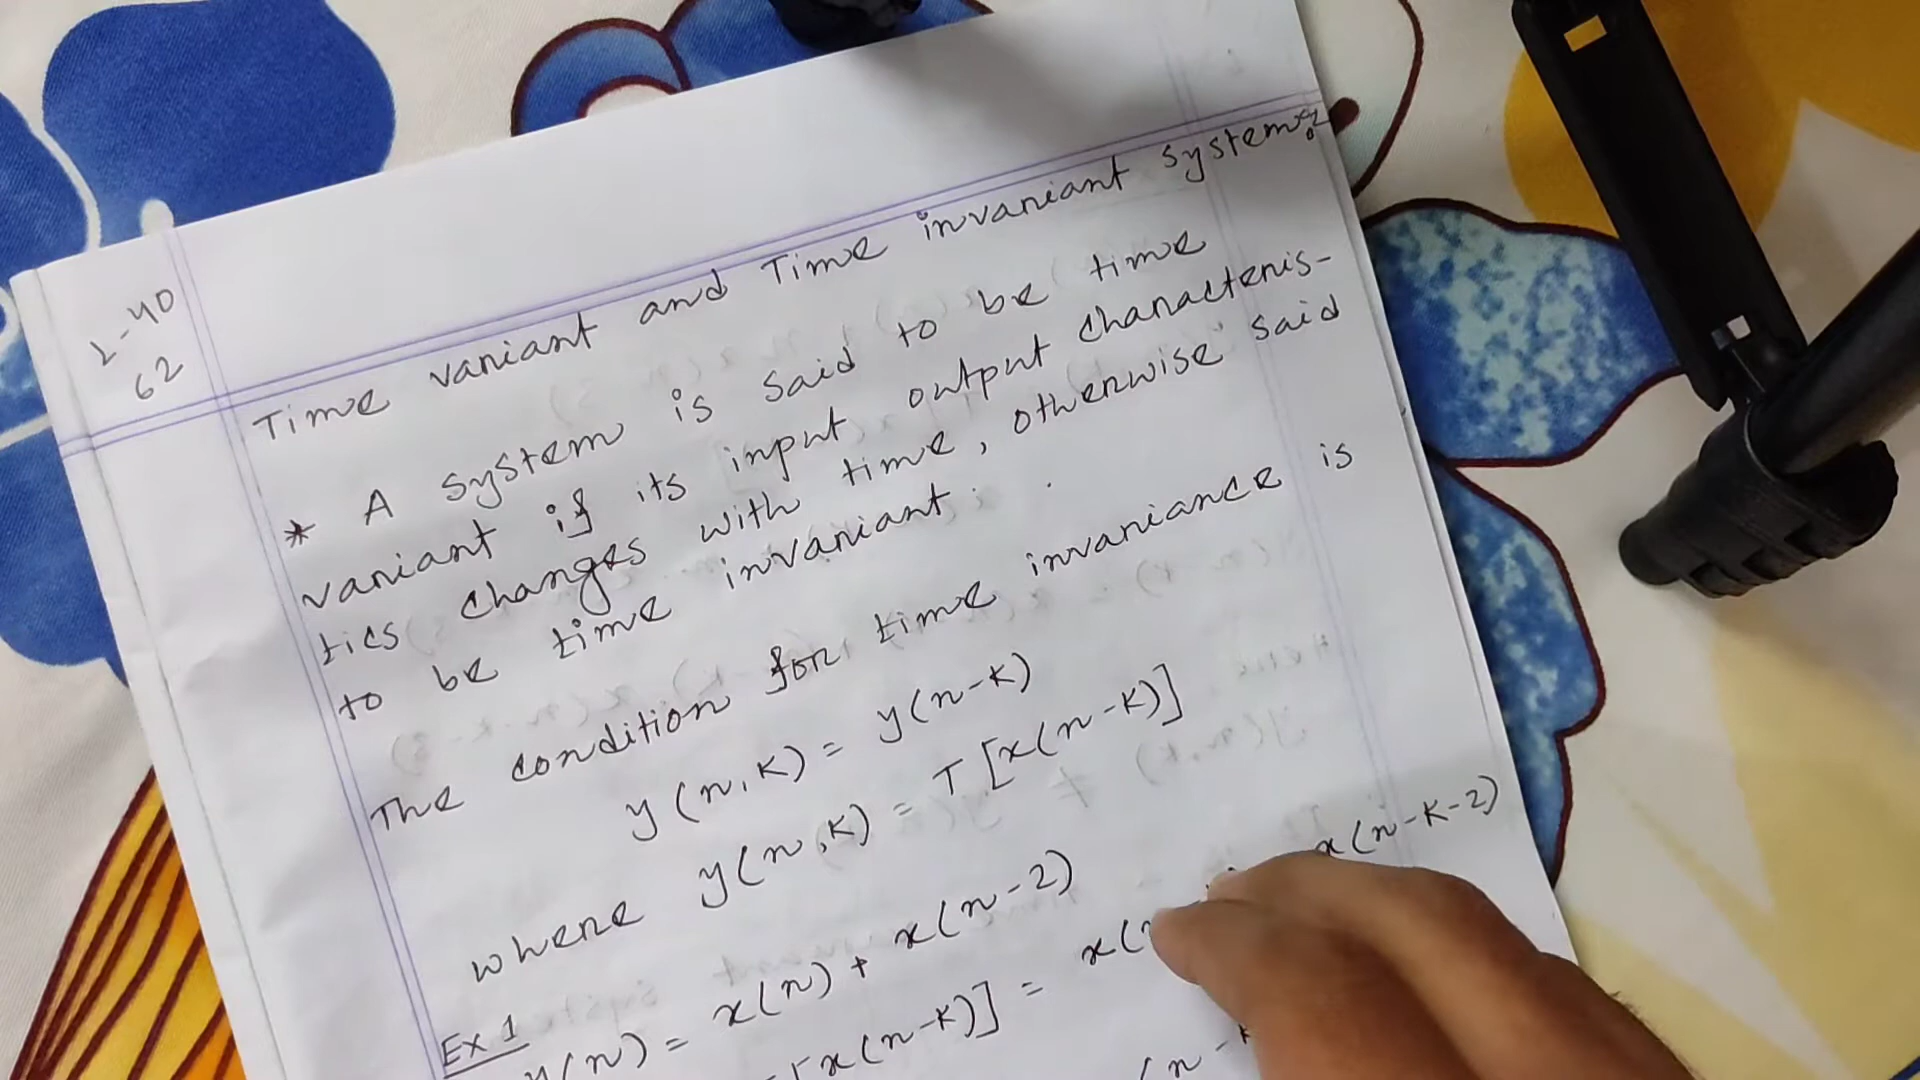 L-40
62
Time variant and Time invariant system:
* A system is said to be time
variant if its input output characteris-
tics changes with time, otherwise said
to be time invariant.
The condition for time invariance is
y(n,k) = y(n-k)
where y(n,k) = T[x(n-k)]
Ex 1
y(n) = x(n) + x(n-2)
[x(n-k)] = x(n x(n-k-2)
(n-k